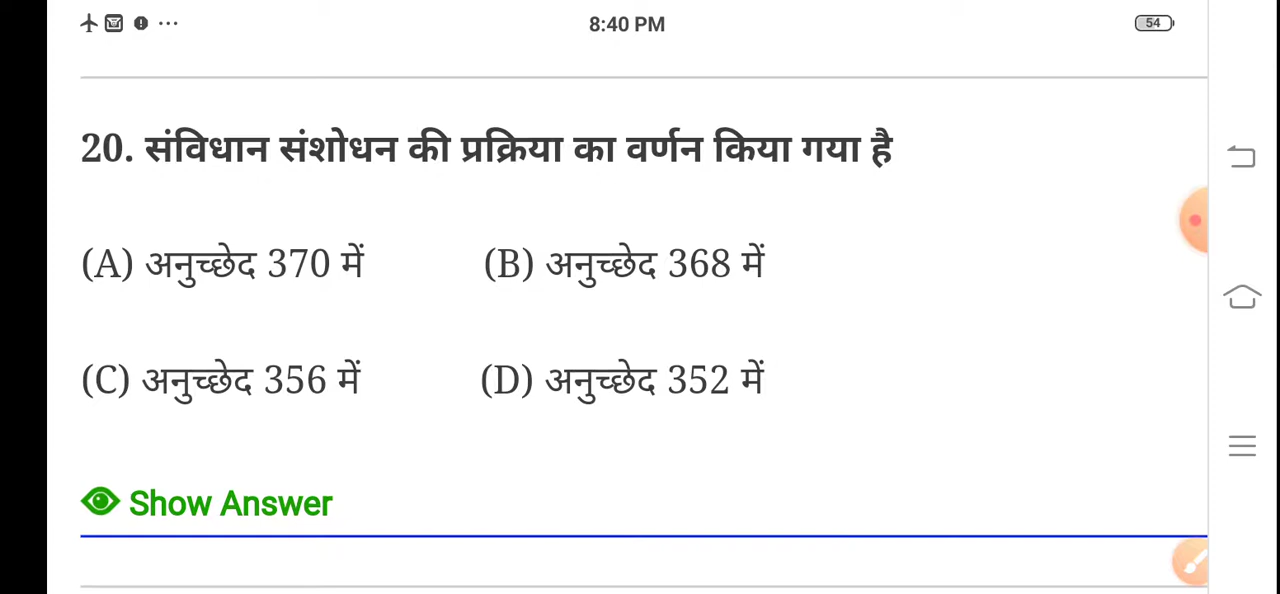 8:40 PM
54
20. संविधान संशोधन की प्रक्रिया का वर्णन किया गया है
(A) अनुच्छेद 370 में (B) अनुच्छेद 368 में
(C) अनुच्छेद 356 में (D) अनुच्छेद 352 में
Show Answer